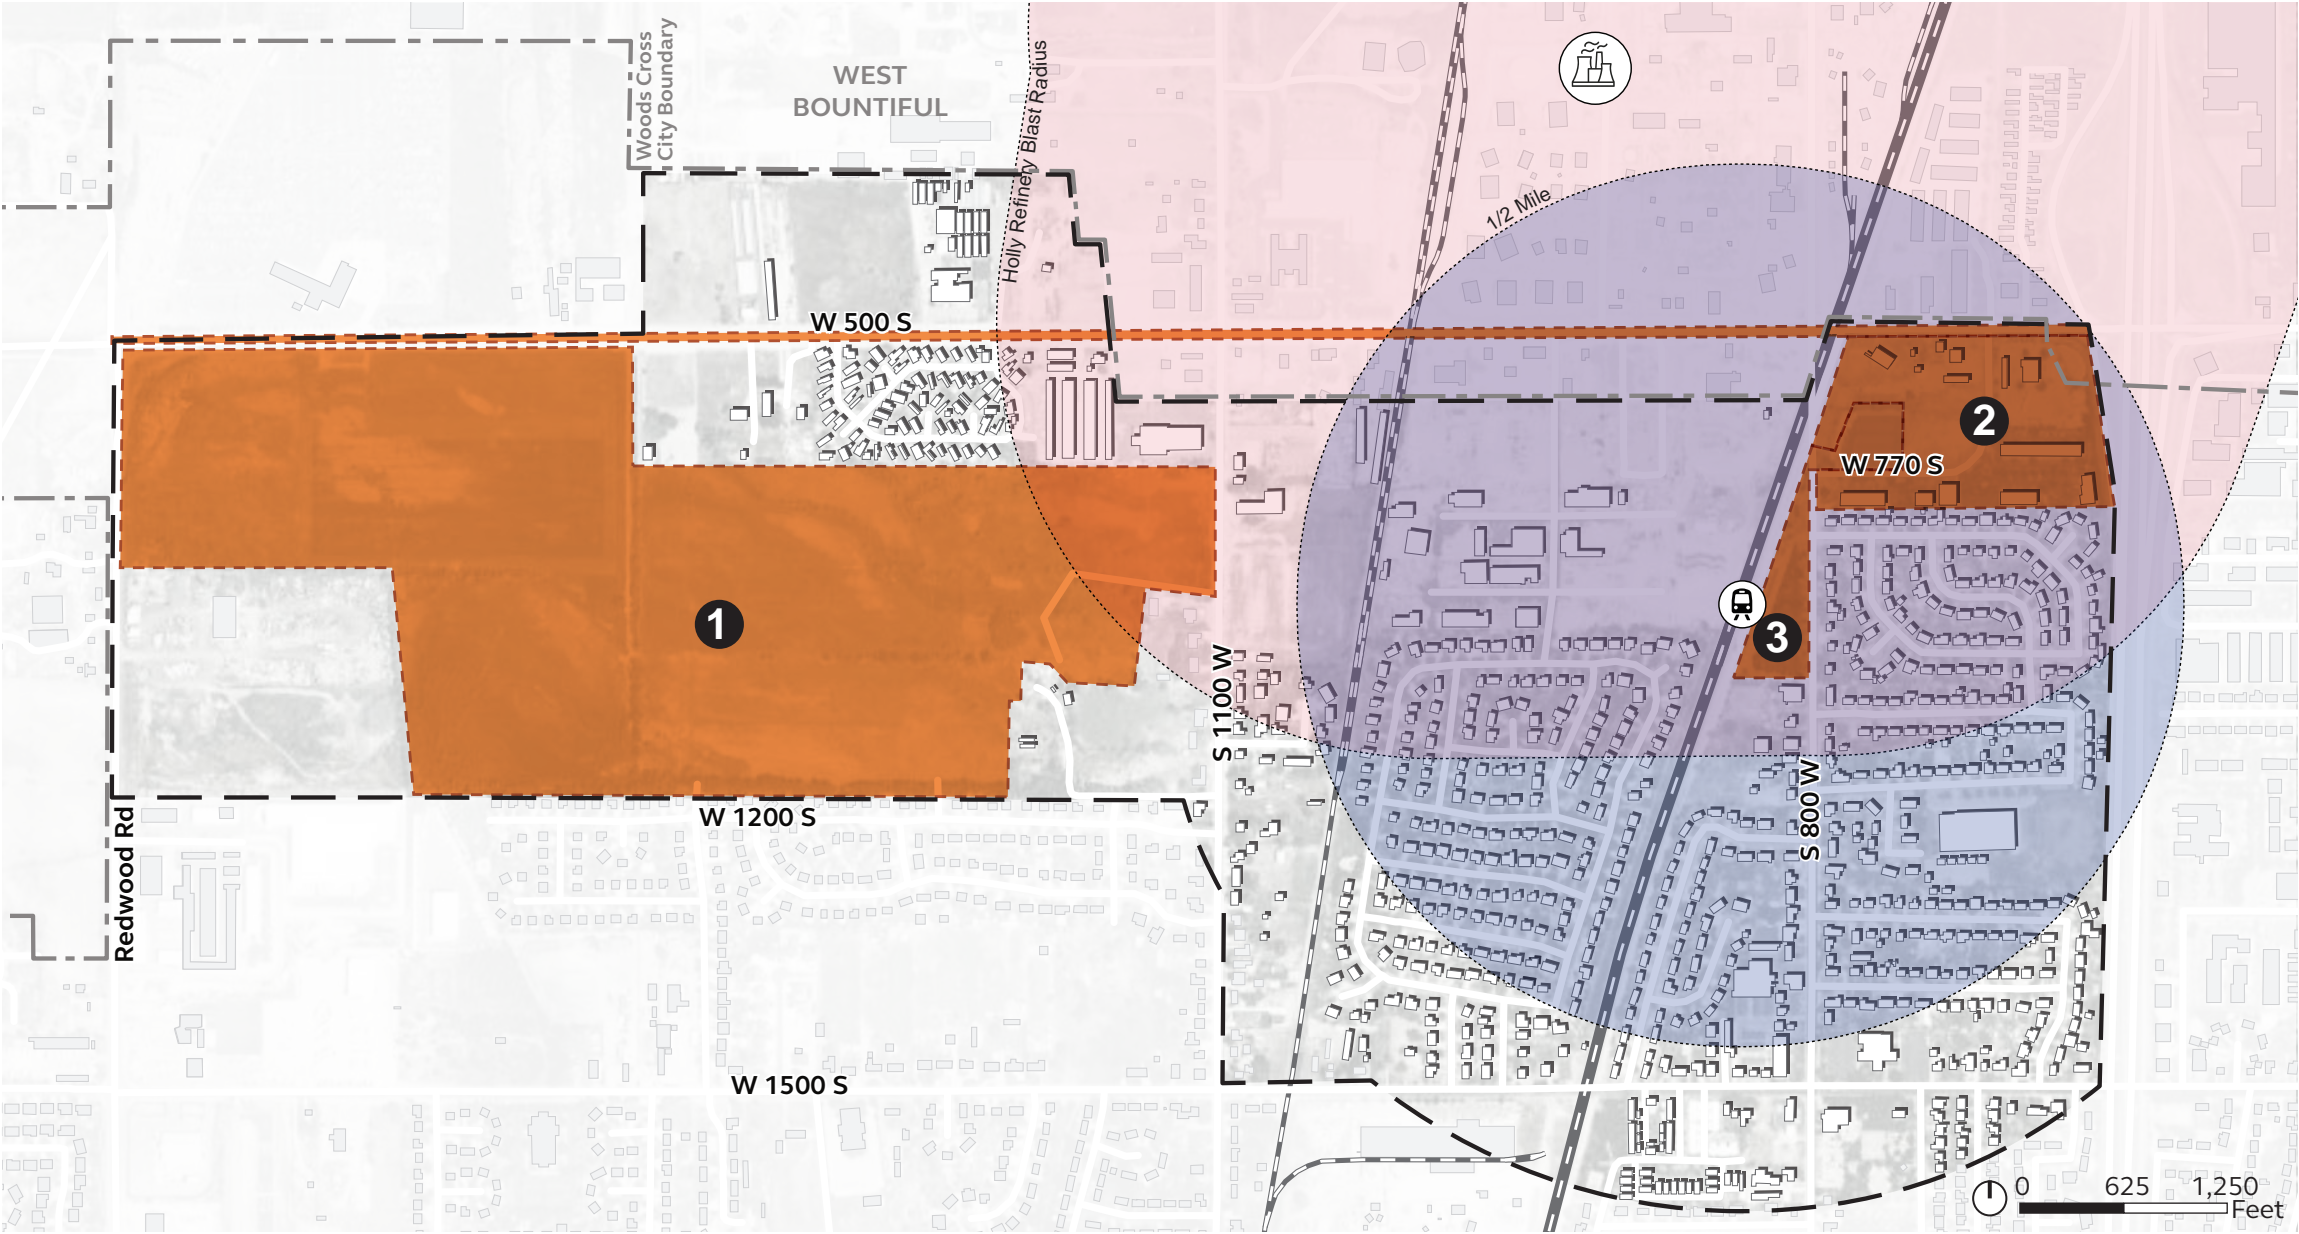 Woods Cross
City Boundary
WEST
BOUNTIFUL
Holly Refinery Blast Radius
1/2 Mile
W 500 S
2
W 770 S
1
3
S 1100 W
W 1200 S
S 800 W
Redwood Rd
W 1500 S
0 625 1,250
Feet